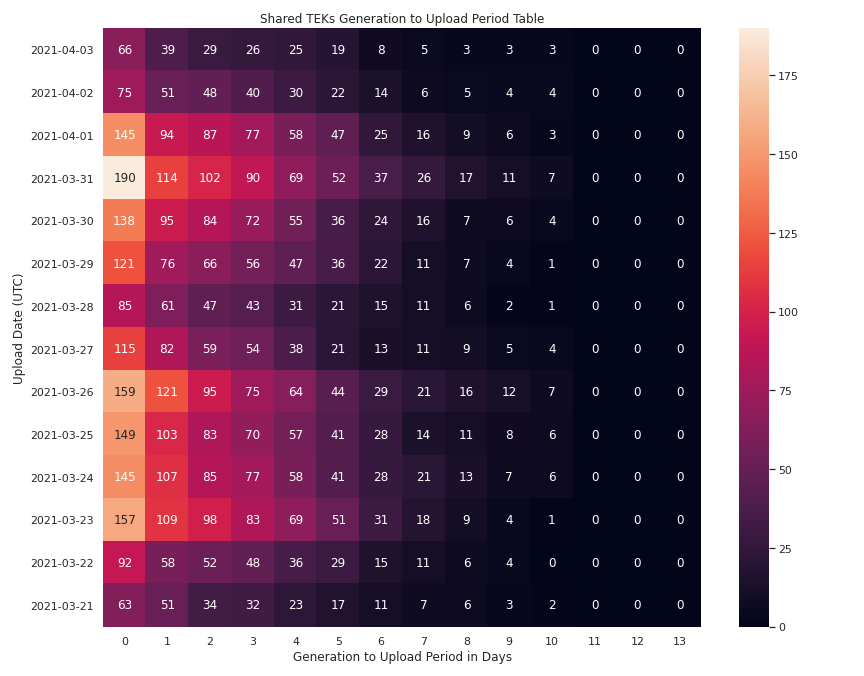 Shared TEKs Generation to Upload Period Table
Upload Date (UTC)
2021-04-03 66 39 29 26 25 19 8 5 3 3 3 0 0 0
2021-04-02 75 51 48 40 30 22 14 6 5 4 4 0 0 0
2021-04-01 145 94 87 77 58 47 25 16 9 6 3 0 0 0
2021-03-31 190 114 102 90 69 52 37 26 17 11 7 0 0 0
2021-03-30 138 95 84 72 55 36 24 16 7 6 4 0 0 0
2021-03-29 121 76 66 56 47 36 22 11 7 4 1 0 0 0
2021-03-28 85 61 47 43 31 21 15 11 6 2 1 0 0 0
2021-03-27 115 82 59 54 38 21 13 11 9 5 4 0 0 0
2021-03-26 159 121 95 75 64 44 29 21 16 12 7 0 0 0
2021-03-25 149 103 83 70 57 41 28 14 11 8 6 0 0 0
2021-03-24 145 107 85 77 58 41 28 21 13 7 6 0 0 0
2021-03-23 157 109 98 83 69 51 31 18 9 4 1 0 0 0
2021-03-22 92 58 52 48 36 29 15 11 6 4 0 0 0 0
2021-03-21 63 51 34 32 23 17 11 7 6 3 2 0 0 0
0 1 2 3 4 5 6 7 8 9 10 11 12 13
Generation to Upload Period in Days
175
150
125
100
75
50
25
0